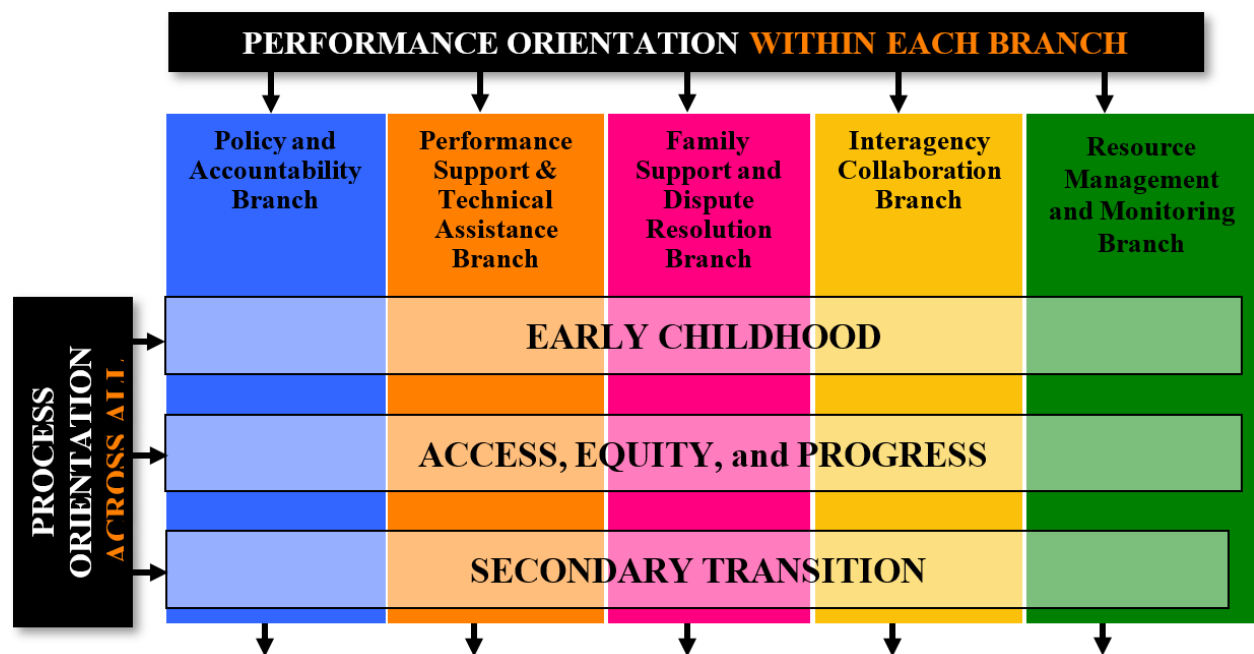 PERFORMANCE ORIENTATION WITHIN EACH BRANCH
Policy and
Accountability
Branch
Performance
Support &
Technical
Assistance
Branch
Family
Support and
Dispute
Resolution
Branch
Interagency
Collaboration
Branch
Resource
Management
and Monitoring
Branch
PROCESS
ORIENTATION
ACROSS ALL
EARLY CHILDHOOD
ACCESS, EQUITY, and PROGRESS
SECONDARY TRANSITION